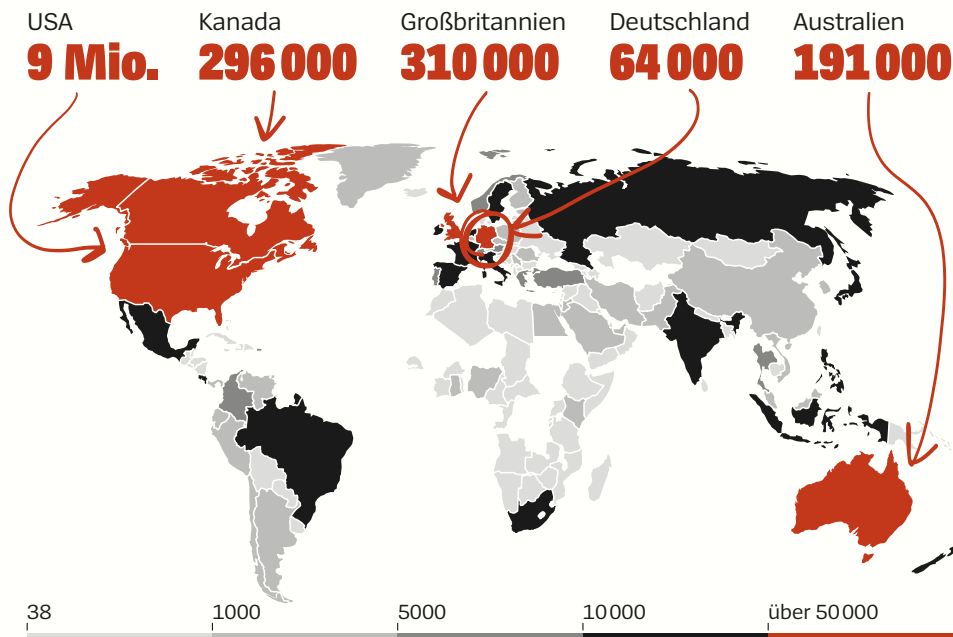 USA Kanada Großbritannien Deutschland Australien
9 Mio. 296 000 310 000 64 000 191 000
38 1000 5000 10 000 über 50 000